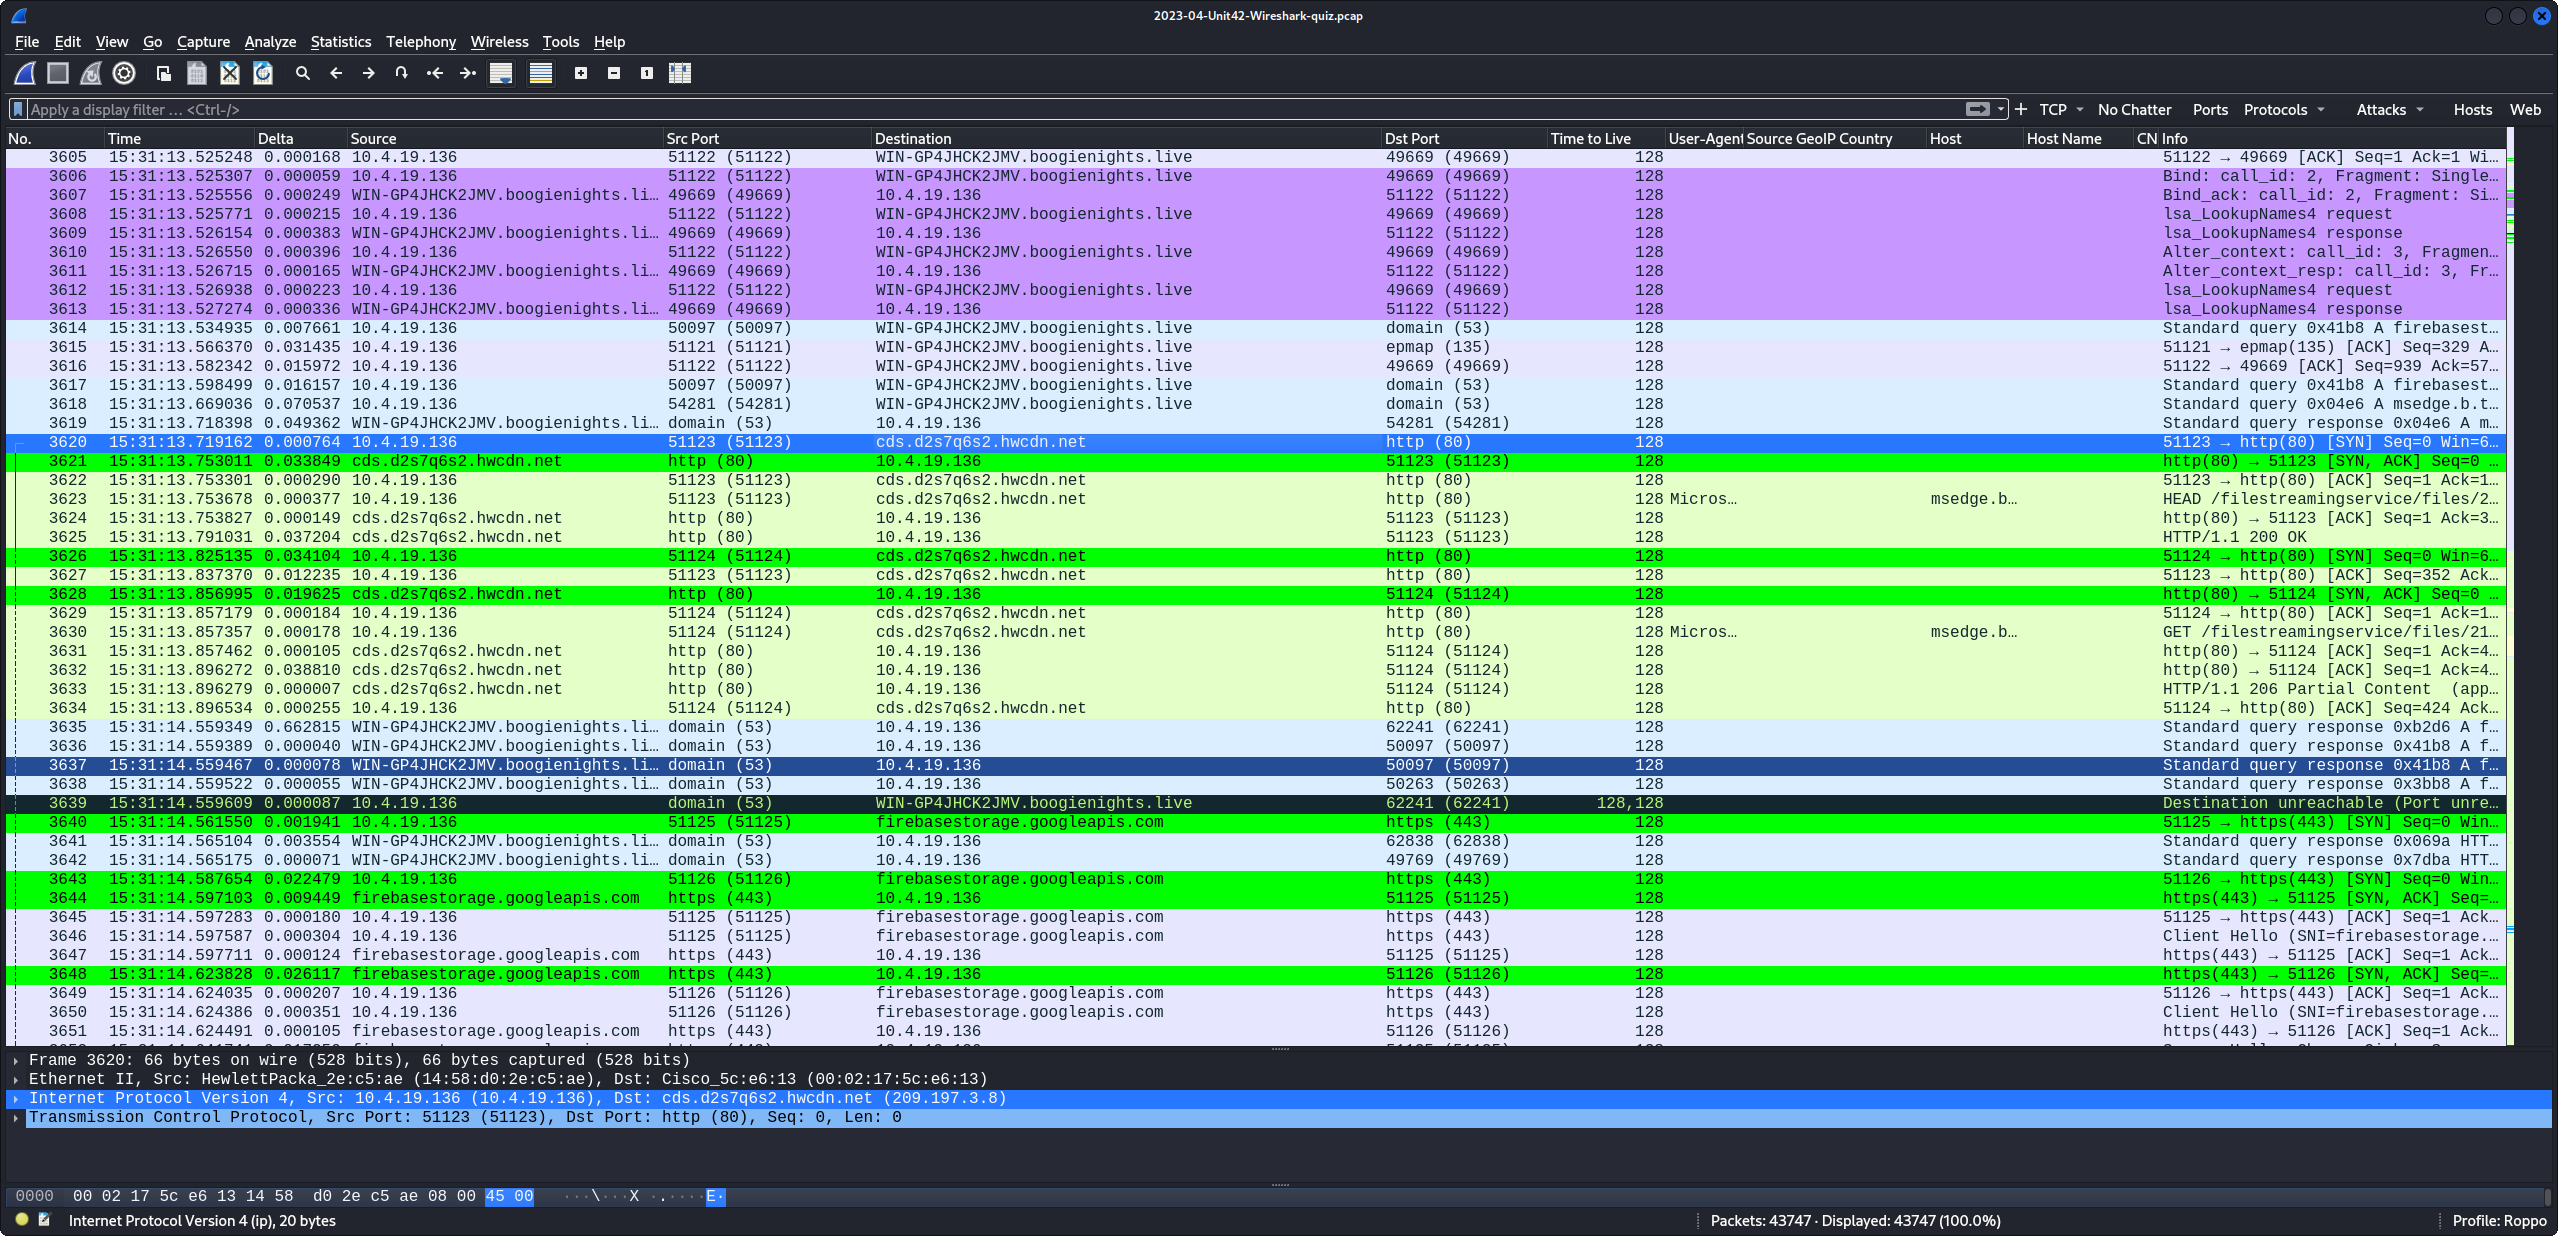 2023-04-Unit42-Wireshark-quiz.pcap
File Edit View Go Capture Analyze Statistics Telephony Wireless Tools Help
Apply a display filter … <Ctrl-/> TCP No Chatter Ports Protocols Attacks Hosts Web
No. Time Delta Source Src Port Destination Dst Port Time to Live User-Agent Source GeoIP Country Host Host Name CN Info
3605 15:31:13.525248 0.000168 10.4.19.136 51122 (51122) WIN-GP4JHCK2JMV.boogienights.live 49669 (49669) 128 51122 → 49669 [ACK] Seq=1 Ack=1 Wi…
3606 15:31:13.525307 0.000059 10.4.19.136 51122 (51122) WIN-GP4JHCK2JMV.boogienights.live 49669 (49669) 128 Bind: call_id: 2, Fragment: Single…
3607 15:31:13.525556 0.000249 WIN-GP4JHCK2JMV.boogienights.li… 49669 (49669) 10.4.19.136 51122 (51122) 128 Bind_ack: call_id: 2, Fragment: Si…
3608 15:31:13.525771 0.000215 10.4.19.136 51122 (51122) WIN-GP4JHCK2JMV.boogienights.live 49669 (49669) 128 lsa_LookupNames4 request
3609 15:31:13.526154 0.000383 WIN-GP4JHCK2JMV.boogienights.li… 49669 (49669) 10.4.19.136 51122 (51122) 128 lsa_LookupNames4 response
3610 15:31:13.526550 0.000396 10.4.19.136 51122 (51122) WIN-GP4JHCK2JMV.boogienights.live 49669 (49669) 128 Alter_context: call_id: 3, Fragmen…
3611 15:31:13.526715 0.000165 WIN-GP4JHCK2JMV.boogienights.li… 49669 (49669) 10.4.19.136 51122 (51122) 128 Alter_context_resp: call_id: 3, Fr…
3612 15:31:13.526938 0.000223 10.4.19.136 51122 (51122) WIN-GP4JHCK2JMV.boogienights.live 49669 (49669) 128 lsa_LookupNames4 request
3613 15:31:13.527274 0.000336 WIN-GP4JHCK2JMV.boogienights.li… 49669 (49669) 10.4.19.136 51122 (51122) 128 lsa_LookupNames4 response
3614 15:31:13.534935 0.007661 10.4.19.136 50097 (50097) WIN-GP4JHCK2JMV.boogienights.live domain (53) 128 Standard query 0x41b8 A firebasest…
3615 15:31:13.566370 0.031435 10.4.19.136 51121 (51121) WIN-GP4JHCK2JMV.boogienights.live epmap (135) 128 51121 → epmap(135) [ACK] Seq=329 A…
3616 15:31:13.582342 0.015972 10.4.19.136 51122 (51122) WIN-GP4JHCK2JMV.boogienights.live 49669 (49669) 128 51122 → 49669 [ACK] Seq=939 Ack=57…
3617 15:31:13.598499 0.016157 10.4.19.136 50097 (50097) WIN-GP4JHCK2JMV.boogienights.live domain (53) 128 Standard query 0x41b8 A firebasest…
3618 15:31:13.669036 0.070537 10.4.19.136 54281 (54281) WIN-GP4JHCK2JMV.boogienights.live domain (53) 128 Standard query 0x04e6 A msedge.b.t…
3619 15:31:13.718398 0.049362 WIN-GP4JHCK2JMV.boogienights.li… domain (53) 10.4.19.136 54281 (54281) 128 Standard query response 0x04e6 A m…
3620 15:31:13.719162 0.000764 10.4.19.136 51123 (51123) cds.d2s7q6s2.hwcdn.net http (80) 128 51123 → http(80) [SYN] Seq=0 Win=6…
3621 15:31:13.753011 0.033849 cds.d2s7q6s2.hwcdn.net http (80) 10.4.19.136 51123 (51123) 128 http(80) → 51123 [SYN, ACK] Seq=0 …
3622 15:31:13.753301 0.000290 10.4.19.136 51123 (51123) cds.d2s7q6s2.hwcdn.net http (80) 128 51123 → http(80) [ACK] Seq=1 Ack=1…
3623 15:31:13.753678 0.000377 10.4.19.136 51123 (51123) cds.d2s7q6s2.hwcdn.net http (80) 128 Micros… msedge.b… HEAD /filestreamingservice/files/2…
3624 15:31:13.753827 0.000149 cds.d2s7q6s2.hwcdn.net http (80) 10.4.19.136 51123 (51123) 128 http(80) → 51123 [ACK] Seq=1 Ack=3…
3625 15:31:13.791031 0.037204 cds.d2s7q6s2.hwcdn.net http (80) 10.4.19.136 51123 (51123) 128 HTTP/1.1 200 OK
3626 15:31:13.825135 0.034104 10.4.19.136 51124 (51124) cds.d2s7q6s2.hwcdn.net http (80) 128 51124 → http(80) [SYN] Seq=0 Win=6…
3627 15:31:13.837370 0.012235 10.4.19.136 51123 (51123) cds.d2s7q6s2.hwcdn.net http (80) 128 51123 → http(80) [ACK] Seq=352 Ack…
3628 15:31:13.856995 0.019625 cds.d2s7q6s2.hwcdn.net http (80) 10.4.19.136 51124 (51124) 128 http(80) → 51124 [SYN, ACK] Seq=0 …
3629 15:31:13.857179 0.000184 10.4.19.136 51124 (51124) cds.d2s7q6s2.hwcdn.net http (80) 128 51124 → http(80) [ACK] Seq=1 Ack=1…
3630 15:31:13.857357 0.000178 10.4.19.136 51124 (51124) cds.d2s7q6s2.hwcdn.net http (80) 128 Micros… msedge.b… GET /filestreamingservice/files/21…
3631 15:31:13.857462 0.000105 cds.d2s7q6s2.hwcdn.net http (80) 10.4.19.136 51124 (51124) 128 http(80) → 51124 [ACK] Seq=1 Ack=4…
3632 15:31:13.896272 0.038810 cds.d2s7q6s2.hwcdn.net http (80) 10.4.19.136 51124 (51124) 128 http(80) → 51124 [ACK] Seq=1 Ack=4…
3633 15:31:13.896279 0.000007 cds.d2s7q6s2.hwcdn.net http (80) 10.4.19.136 51124 (51124) 128 HTTP/1.1 206 Partial Content (app…
3634 15:31:13.896534 0.000255 10.4.19.136 51124 (51124) cds.d2s7q6s2.hwcdn.net http (80) 128 51124 → http(80) [ACK] Seq=424 Ack…
3635 15:31:14.559349 0.662815 WIN-GP4JHCK2JMV.boogienights.li… domain (53) 10.4.19.136 62241 (62241) 128 Standard query response 0xb2d6 A f…
3636 15:31:14.559389 0.000040 WIN-GP4JHCK2JMV.boogienights.li… domain (53) 10.4.19.136 50097 (50097) 128 Standard query response 0x41b8 A f…
3637 15:31:14.559467 0.000078 WIN-GP4JHCK2JMV.boogienights.li… domain (53) 10.4.19.136 50097 (50097) 128 Standard query response 0x41b8 A f…
3638 15:31:14.559522 0.000055 WIN-GP4JHCK2JMV.boogienights.li… domain (53) 10.4.19.136 50263 (50263) 128 Standard query response 0x3bb8 A f…
3639 15:31:14.559609 0.000087 10.4.19.136 domain (53) WIN-GP4JHCK2JMV.boogienights.live 62241 (62241) 128,128 Destination unreachable (Port unre…
3640 15:31:14.561550 0.001941 10.4.19.136 51125 (51125) firebasestorage.googleapis.com https (443) 128 51125 → https(443) [SYN] Seq=0 Win…
3641 15:31:14.565104 0.003554 WIN-GP4JHCK2JMV.boogienights.li… domain (53) 10.4.19.136 62838 (62838) 128 Standard query response 0x069a HTT…
3642 15:31:14.565175 0.000071 WIN-GP4JHCK2JMV.boogienights.li… domain (53) 10.4.19.136 49769 (49769) 128 Standard query response 0x7dba HTT…
3643 15:31:14.587654 0.022479 10.4.19.136 51126 (51126) firebasestorage.googleapis.com https (443) 128 51126 → https(443) [SYN] Seq=0 Win…
3644 15:31:14.597103 0.009449 firebasestorage.googleapis.com https (443) 10.4.19.136 51125 (51125) 128 https(443) → 51125 [SYN, ACK] Seq=…
3645 15:31:14.597283 0.000180 10.4.19.136 51125 (51125) firebasestorage.googleapis.com https (443) 128 51125 → https(443) [ACK] Seq=1 Ack…
3646 15:31:14.597587 0.000304 10.4.19.136 51125 (51125) firebasestorage.googleapis.com https (443) 128 Client Hello (SNI=firebasestorage.…
3647 15:31:14.597711 0.000124 firebasestorage.googleapis.com https (443) 10.4.19.136 51125 (51125) 128 https(443) → 51125 [ACK] Seq=1 Ack…
3648 15:31:14.623828 0.026117 firebasestorage.googleapis.com https (443) 10.4.19.136 51126 (51126) 128 https(443) → 51126 [SYN, ACK] Seq=…
3649 15:31:14.624035 0.000207 10.4.19.136 51126 (51126) firebasestorage.googleapis.com https (443) 128 51126 → https(443) [ACK] Seq=1 Ack…
3650 15:31:14.624386 0.000351 10.4.19.136 51126 (51126) firebasestorage.googleapis.com https (443) 128 Client Hello (SNI=firebasestorage.…
3651 15:31:14.624491 0.000105 firebasestorage.googleapis.com https (443) 10.4.19.136 51126 (51126) 128 https(443) → 51126 [ACK] Seq=1 Ack…
Frame 3620: 66 bytes on wire (528 bits), 66 bytes captured (528 bits)
Ethernet II, Src: HewlettPacka_2e:c5:ae (14:58:d0:2e:c5:ae), Dst: Cisco_5c:e6:13 (00:02:17:5c:e6:13)
Internet Protocol Version 4, Src: 10.4.19.136 (10.4.19.136), Dst: cds.d2s7q6s2.hwcdn.net (209.197.3.8)
Transmission Control Protocol, Src Port: 51123 (51123), Dst Port: http (80), Seq: 0, Len: 0
0000 00 02 17 5c e6 13 14 58 d0 2e c5 ae 08 00 45 00 ···\···X ·.····E·
Internet Protocol Version 4 (ip), 20 bytes Packets: 43747 · Displayed: 43747 (100.0%) Profile: Roppo